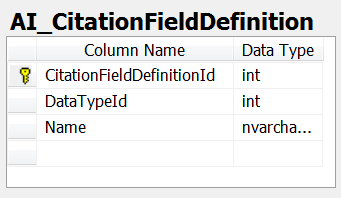 AI_CitationFieldDefinition
Column Name Data Type
CitationFieldDefinitionId int
DataTypeId int
Name nvarcha...